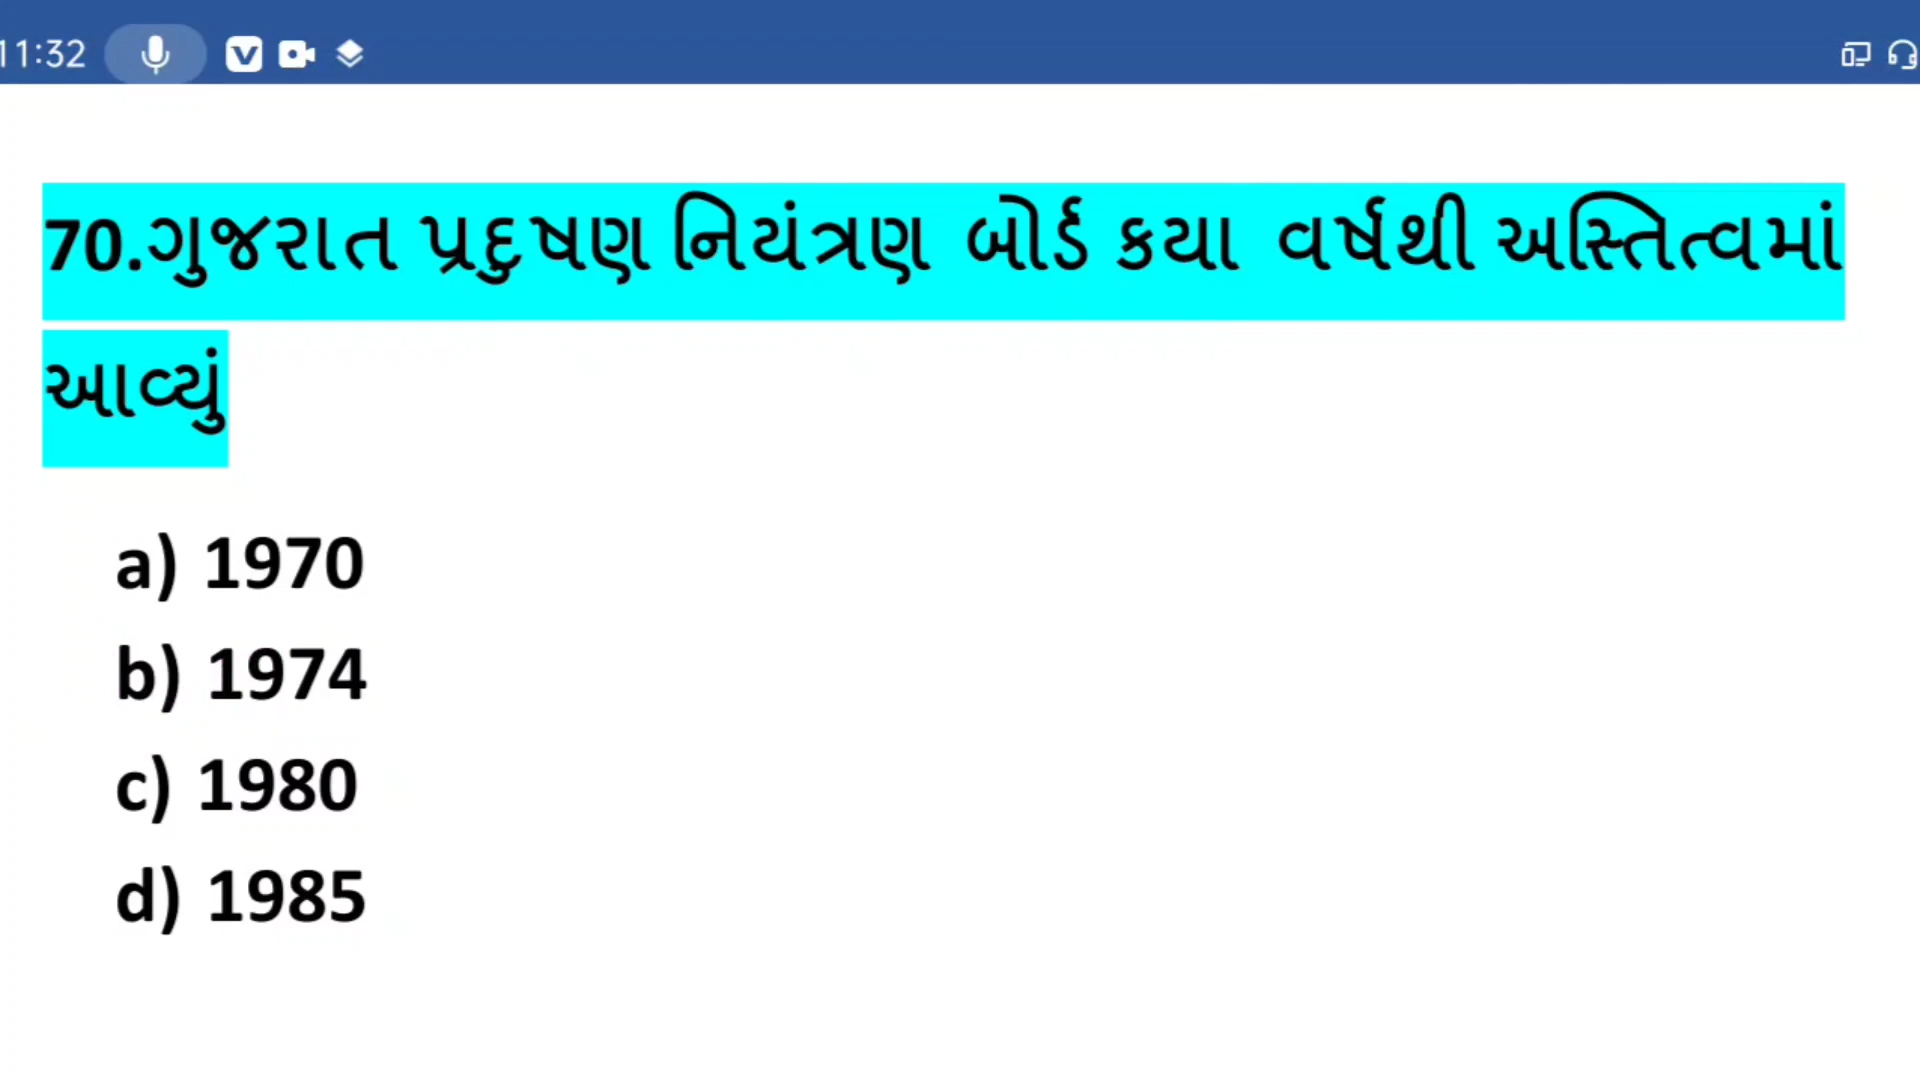 11:32
70.ગુજરાત પ્રદુષણ નિયંત્રણ બોર્ડ કયા વર્ષથી અસ્તિત્વમાં
આવ્યું
a) 1970
b) 1974
c) 1980
d) 1985